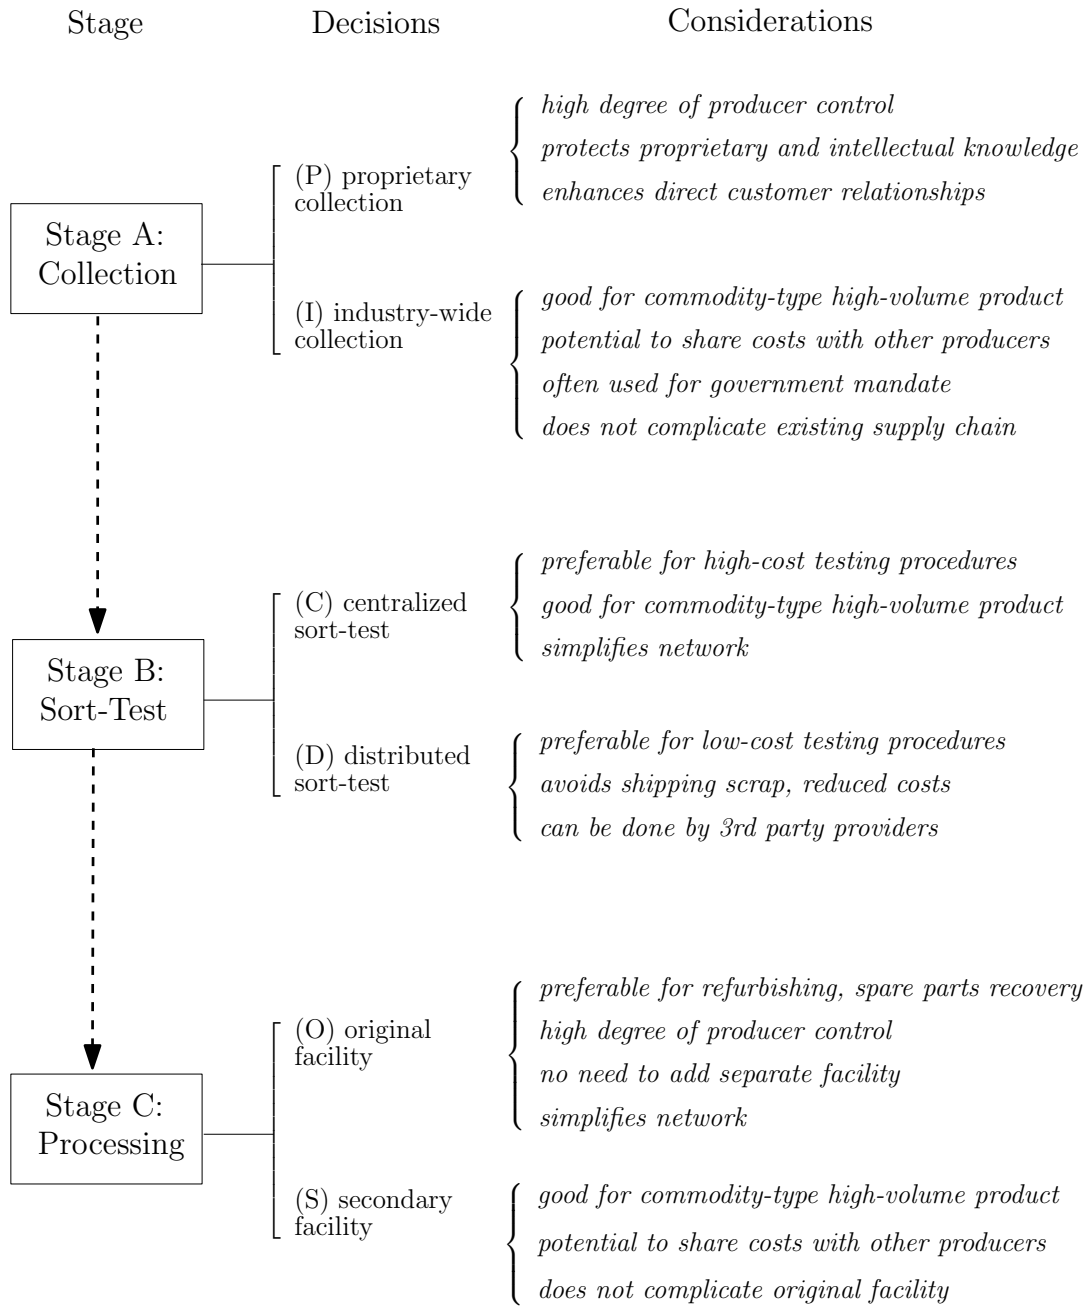 Stage
Decisions
Considerations
Stage A:
Collection
(P) proprietary
collection
high degree of producer control
protects proprietary and intellectual knowledge
enhances direct customer relationships
(I) industry-wide
collection
good for commodity-type high-volume product
potential to share costs with other producers
often used for government mandate
does not complicate existing supply chain
Stage B:
Sort-Test
(C) centralized
sort-test
preferable for high-cost testing procedures
good for commodity-type high-volume product
simplifies network
(D) distributed
sort-test
preferable for low-cost testing procedures
avoids shipping scrap, reduced costs
can be done by 3rd party providers
Stage C:
Processing
(O) original
facility
preferable for refurbishing, spare parts recovery
high degree of producer control
no need to add separate facility
simplifies network
(S) secondary
facility
good for commodity-type high-volume product
potential to share costs with other producers
does not complicate original facility